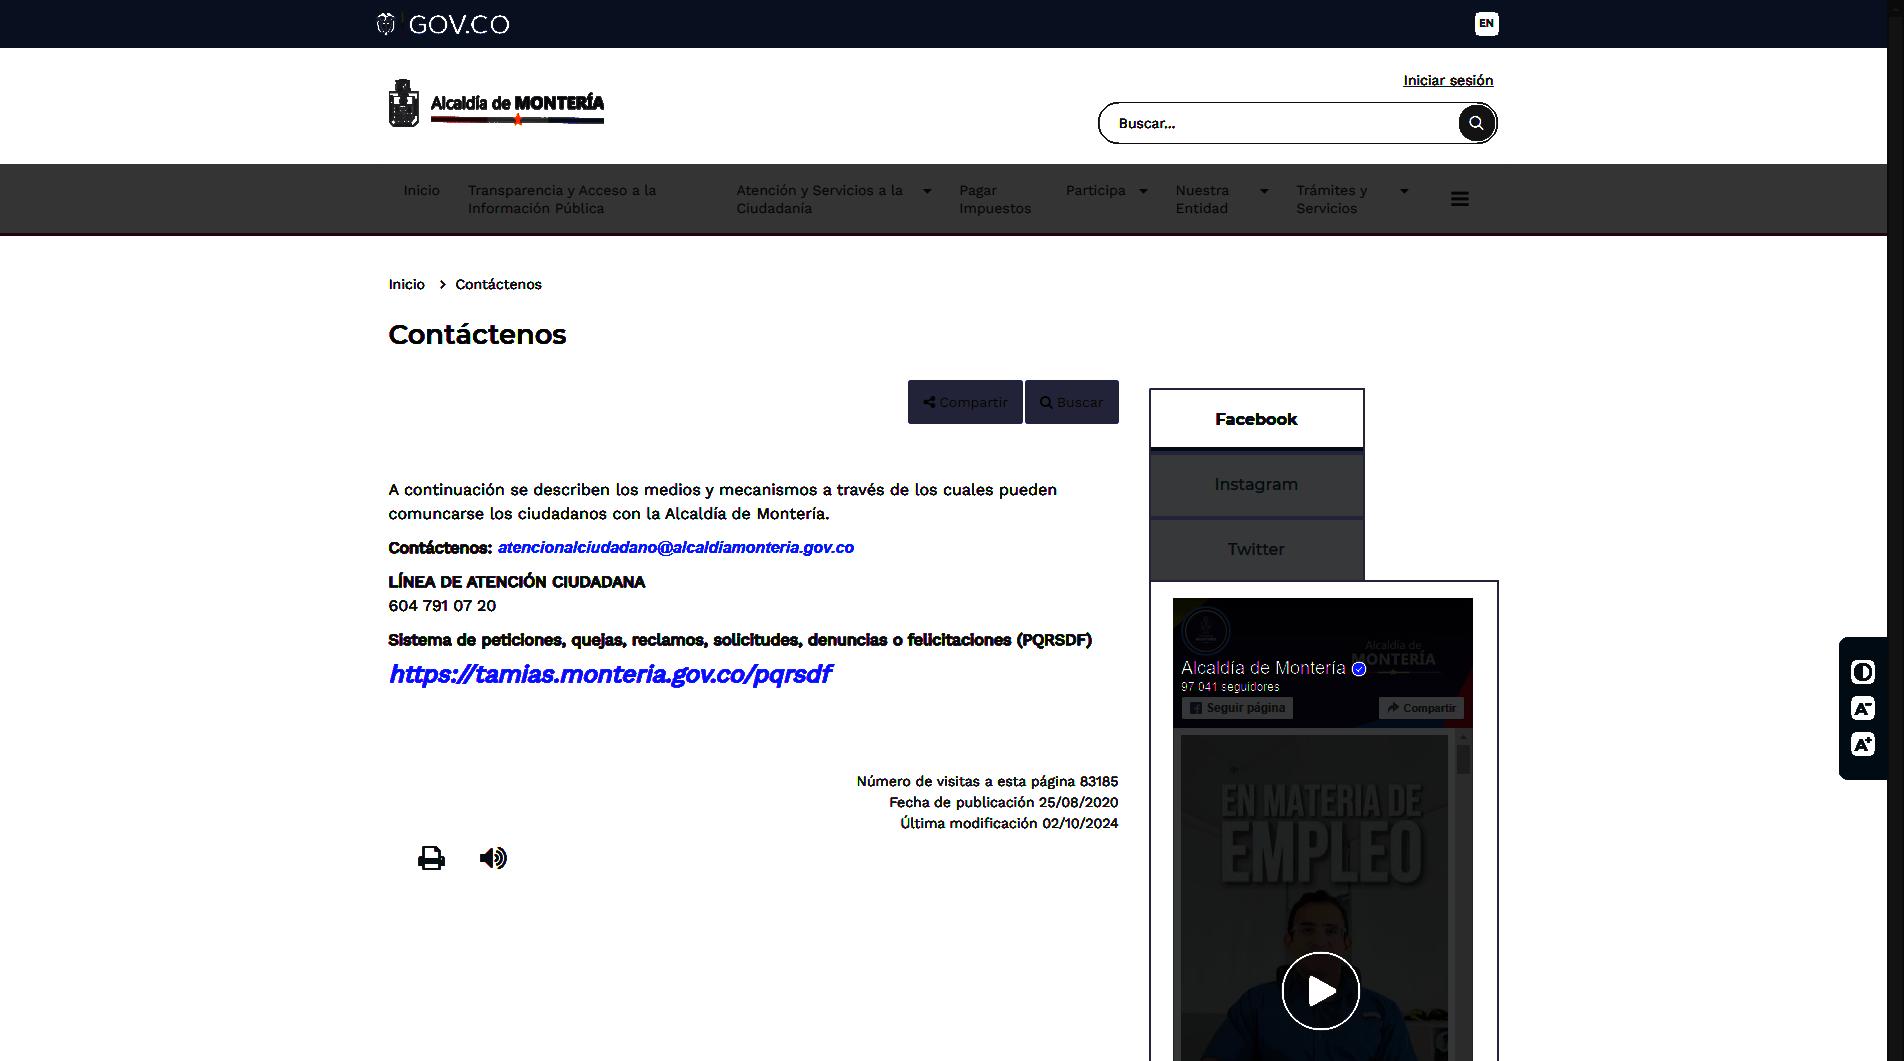 GOV.CO
EN
Alcaldía de MONTERÍA
Iniciar sesión
Buscar...
Inicio
Transparencia y Acceso a la
Información Pública
Atención y Servicios a la
Ciudadanía
Pagar
Impuestos
Participa
Nuestra
Entidad
Trámites y
Servicios
Inicio > Contáctenos
Contáctenos
Compartir
Buscar
A continuación se describen los medios y mecanismos a través de los cuales pueden
comuncarse los ciudadanos con la Alcaldía de Montería.
Contáctenos: atencionalciudadano@alcaldiamonteria.gov.co
LÍNEA DE ATENCIÓN CIUDADANA
604 791 07 20
Sistema de peticiones, quejas, reclamos, solicitudes, denuncias o felicitaciones (PQRSDF)
https://tamias.monteria.gov.co/pqrsdf
Número de visitas a esta página 83185
Fecha de publicación 25/08/2020
Última modificación 02/10/2024
Facebook
Instagram
Twitter
Alcaldía de
MONTERÍA
Alcaldía de Montería
97 041 seguidores
Seguir página
Compartir
EN MATERIA DE
EMPLEO
A-
A+